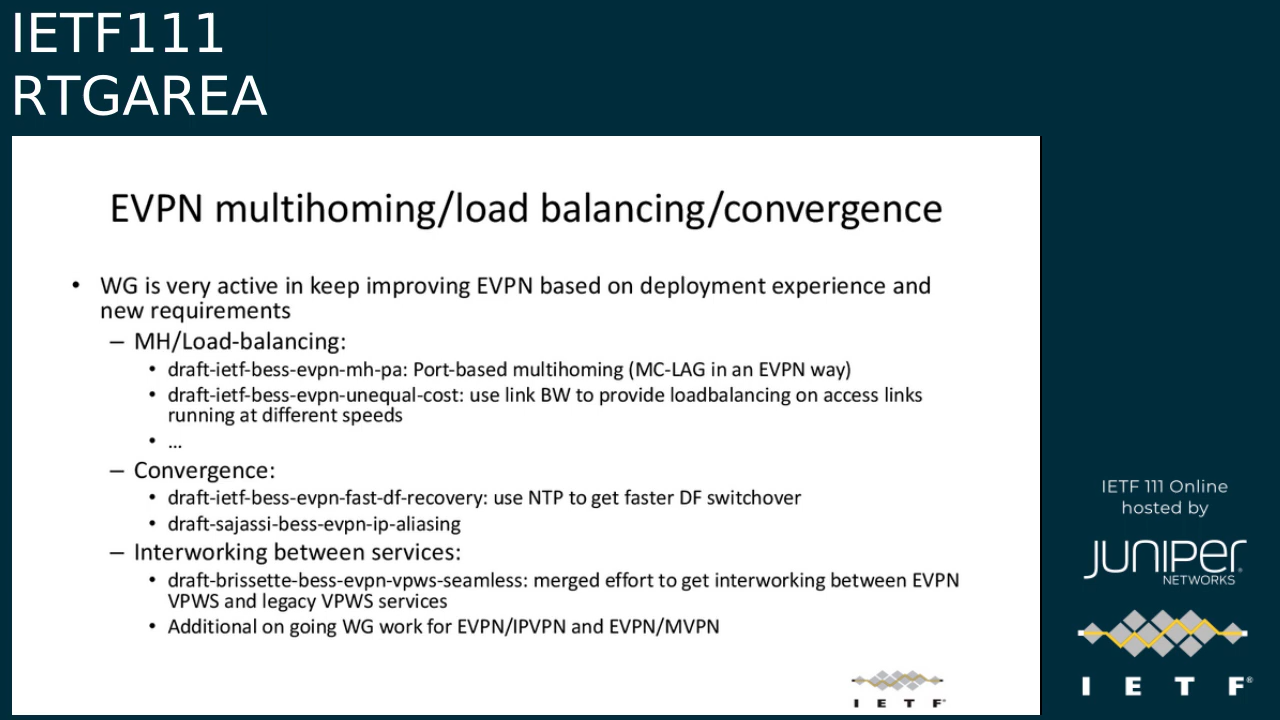 IETF111
RTGAREA
EVPN multihoming/load balancing/convergence
• WG is very active in keep improving EVPN based on deployment experience and
new requirements
– MH/Load-balancing:
• draft-ietf-bess-evpn-mh-pa: Port-based multihoming (MC-LAG in an EVPN way)
• draft-ietf-bess-evpn-unequal-cost: use link BW to provide loadbalancing on access links
running at different speeds
• ...
– Convergence:
• draft-ietf-bess-evpn-fast-df-recovery: use NTP to get faster DF switchover
• draft-sajassi-bess-evpn-ip-aliasing
– Interworking between services:
• draft-brissette-bess-evpn-vpws-seamless: merged effort to get interworking between EVPN
VPWS and legacy VPWS services
• Additional on going WG work for EVPN/IPVPN and EVPN/MVPN
I E T F®
IETF 111 Online
hosted by
JUNIPER
NETWORKS
I E T F®